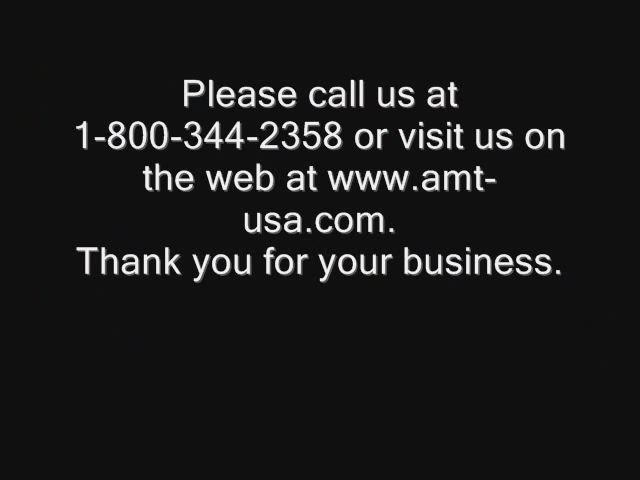 Please call us at
1-800-344-2358 or visit us on
the web at www.amt-
usa.com.
Thank you for your business.